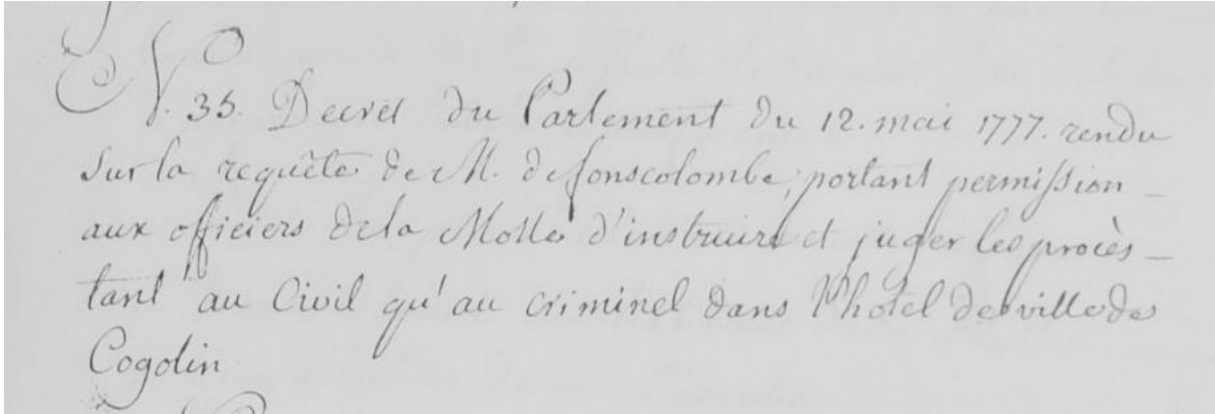 N.° 35. Decret du Parlement du 12. mai 1777. rendu
sur la requête de M. de fonscolombe, portant permission
aux officiers de la Motte d'instruire et juger les procès
tant au Civil qu'au criminel dans l'hotel de ville de
Cogolin